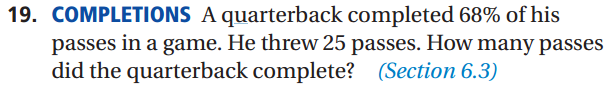 19. COMPLETIONS A quarterback completed 68% of his
passes in a game. He threw 25 passes. How many passes
did the quarterback complete? (Section 6.3)